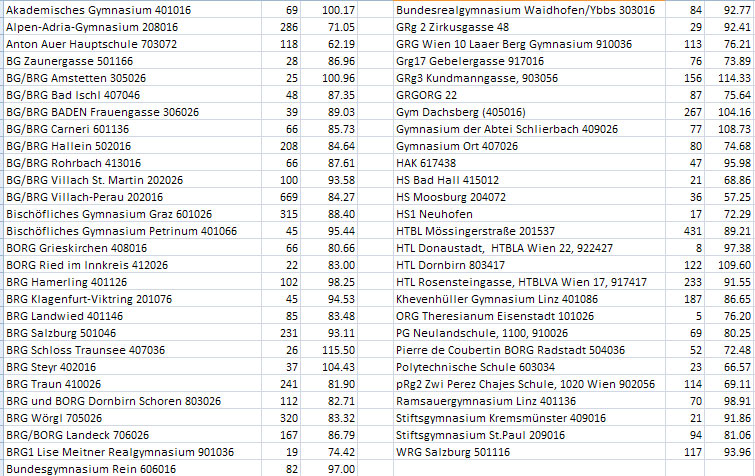 Akademisches Gymnasium 401016 69 100.17
Alpen-Adria-Gymnasium 208016 286 71.05
Anton Auer Hauptschule 703072 118 62.19
BG Zaunergasse 501166 28 86.96
BG/BRG Amstetten 305026 25 100.96
BG/BRG Bad Ischl 407046 48 87.35
BG/BRG BADEN Frauengasse 306026 39 89.03
BG/BRG Carneri 601136 66 85.73
BG/BRG Hallein 502016 208 84.64
BG/BRG Rohrbach 413016 66 87.61
BG/BRG Villach St. Martin 202026 100 93.58
BG/BRG Villach-Perau 202016 669 84.27
Bischöfliches Gymnasium Graz 601026 315 88.40
Bischöfliches Gymnasium Petrinum 401066 45 95.44
BORG Grieskirchen 408016 66 80.66
BORG Ried im Innkreis 412026 22 83.00
BRG Hamerling 401126 102 98.25
BRG Klagenfurt-Viktring 201076 45 94.53
BRG Landwied 401146 85 83.48
BRG Salzburg 501046 231 93.11
BRG Schloss Traunsee 407036 26 115.50
BRG Steyr 402016 37 104.43
BRG Traun 410026 241 81.90
BRG und BORG Dornbirn Schoren 803026 112 82.71
BRG Wörgl 705026 320 83.32
BRG/BORG Landeck 706026 167 86.79
BRG1 Lise Meitner Realgymnasium 901036 19 74.42
Bundesgymnasium Rein 606016 82 97.00
Bundesrealgymnasium Waidhofen/Ybbs 303016 84 92.77
GRg 2 Zirkusgasse 48 29 92.41
GRG Wien 10 Laaer Berg Gymnasium 910036 113 76.21
Grg17 Gebelergasse 917016 76 73.89
GRg3 Kundmanngasse, 903056 156 114.33
GRGORG 22 87 75.64
Gym Dachsberg (405016) 267 104.16
Gymnasium der Abtei Schlierbach 409026 77 108.73
Gymnasium Ort 407026 80 74.68
HAK 617438 47 95.98
HS Bad Hall 415012 21 68.86
HS Moosburg 204072 36 57.25
HS1 Neuhofen 17 72.29
HTBL Mössingerstraße 201537 431 89.21
HTL Donaustadt, HTBLA Wien 22, 922427 8 97.38
HTL Dornbirn 803417 122 109.60
HTL Rosensteingasse, HTBLVA Wien 17, 917417 233 91.55
Khevenhüller Gymnasium Linz 401086 187 86.65
ORG Theresianum Eisenstadt 101026 5 76.20
PG Neulandschule, 1100, 910026 69 80.25
Pierre de Coubertin BORG Radstadt 504036 52 72.48
Polytechnische Schule 603034 23 66.57
pRg2 Zwi Perez Chajes Schule, 1020 Wien 902056 114 69.11
Ramsauergymnasium Linz 401136 70 98.91
Stiftsgymnasium Kremsmünster 409016 21 91.86
Stiftsgymnasium St.Paul 209016 94 81.06
WRG Salzburg 501116 117 93.96